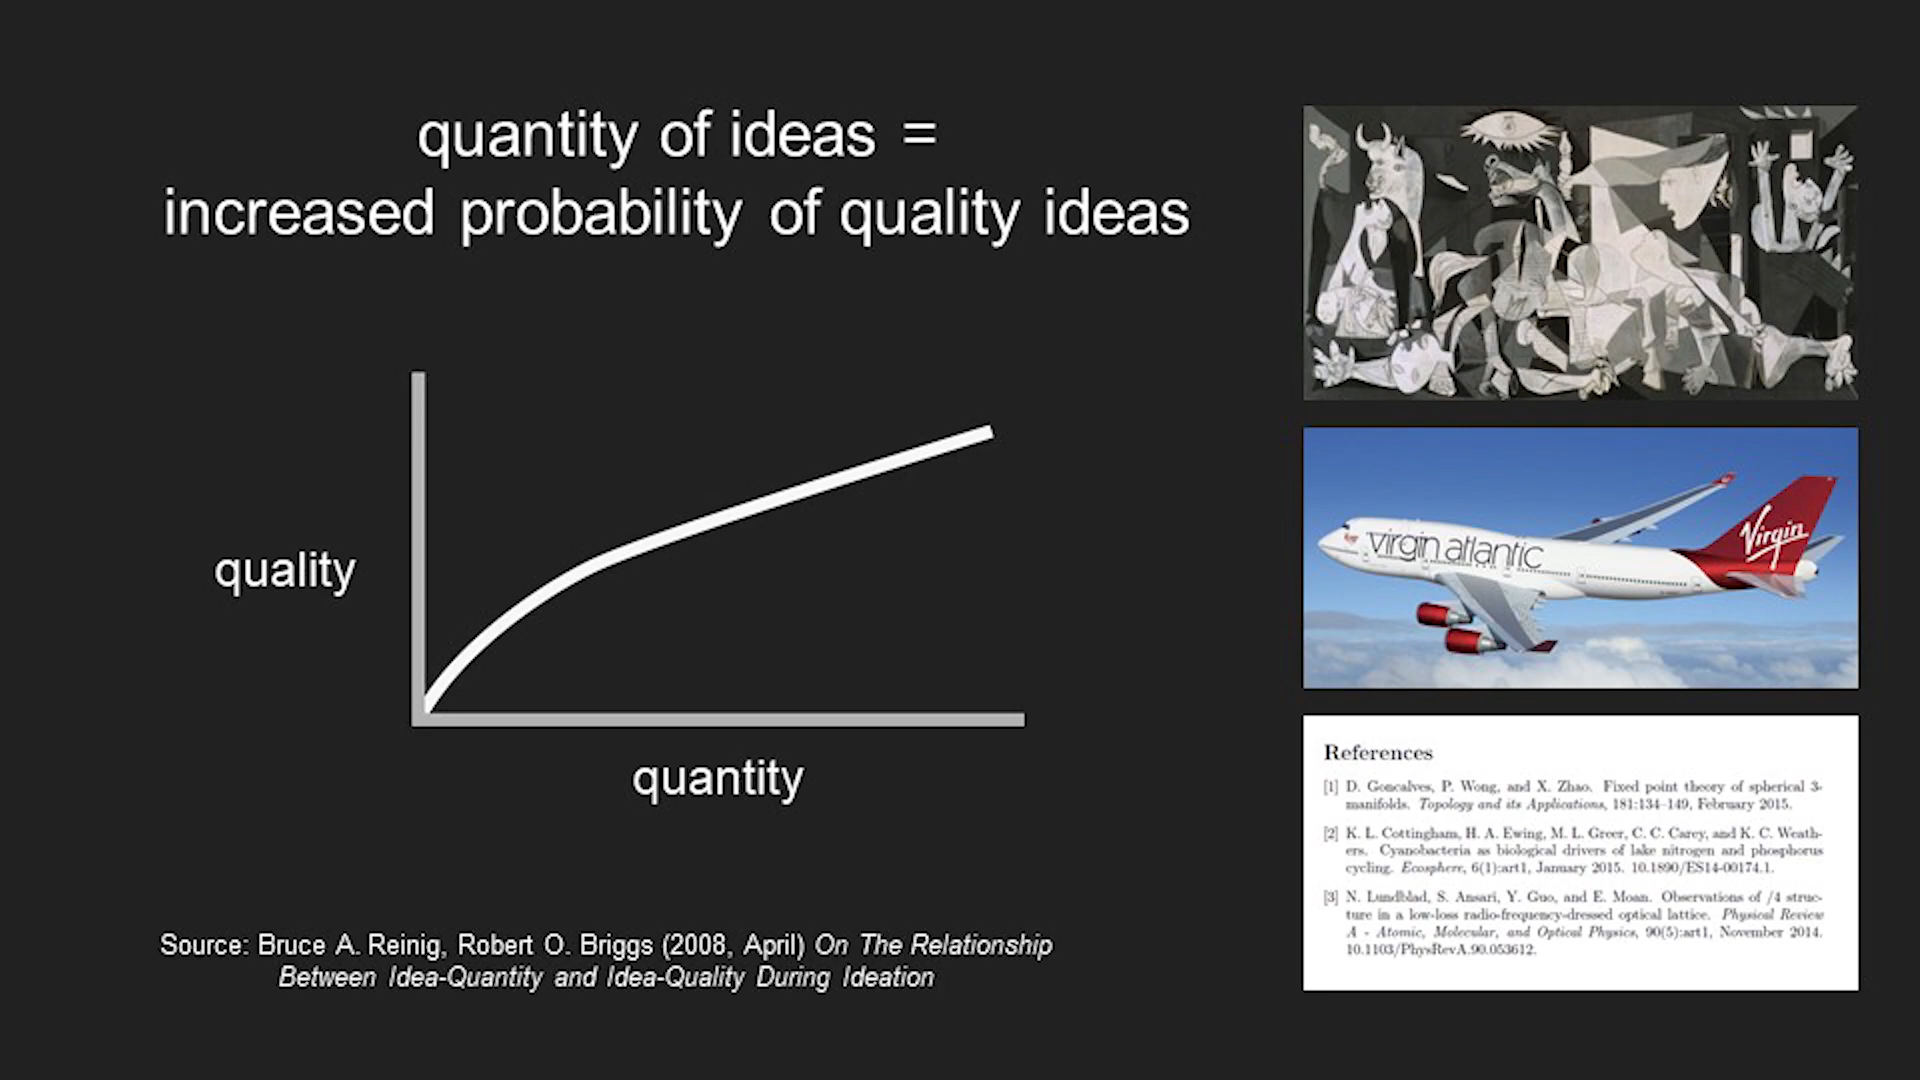 quantity of ideas =
increased probability of quality ideas
quality
quantity
Source: Bruce A. Reinig, Robert O. Briggs (2008, April) On The Relationship
Between Idea-Quantity and Idea-Quality During Ideation
virgin atlantic
Virgin
References
[1] D. Goncalves, P. Wong, and X. Zhao. Fixed point theory of spherical 3-
manifolds. Topology and its Applications, 181:134–149, February 2015.
[2] K. L. Cottingham, H. A. Ewing, M. L. Greer, C. C. Carey, and K. C. Weath-
ers. Cyanobacteria as biological drivers of lake nitrogen and phosphorus
cycling. Ecosphere, 6(1):art1, January 2015. 10.1890/ES14-00174.1.
[3] N. Lundblad, S. Ansari, Y. Guo, and E. Moan. Observations of /4 struc-
ture in a low-loss radio-frequency-dressed optical lattice. Physical Review
A - Atomic, Molecular, and Optical Physics, 90(5):art1, November 2014.
10.1103/PhysRevA.90.053612.